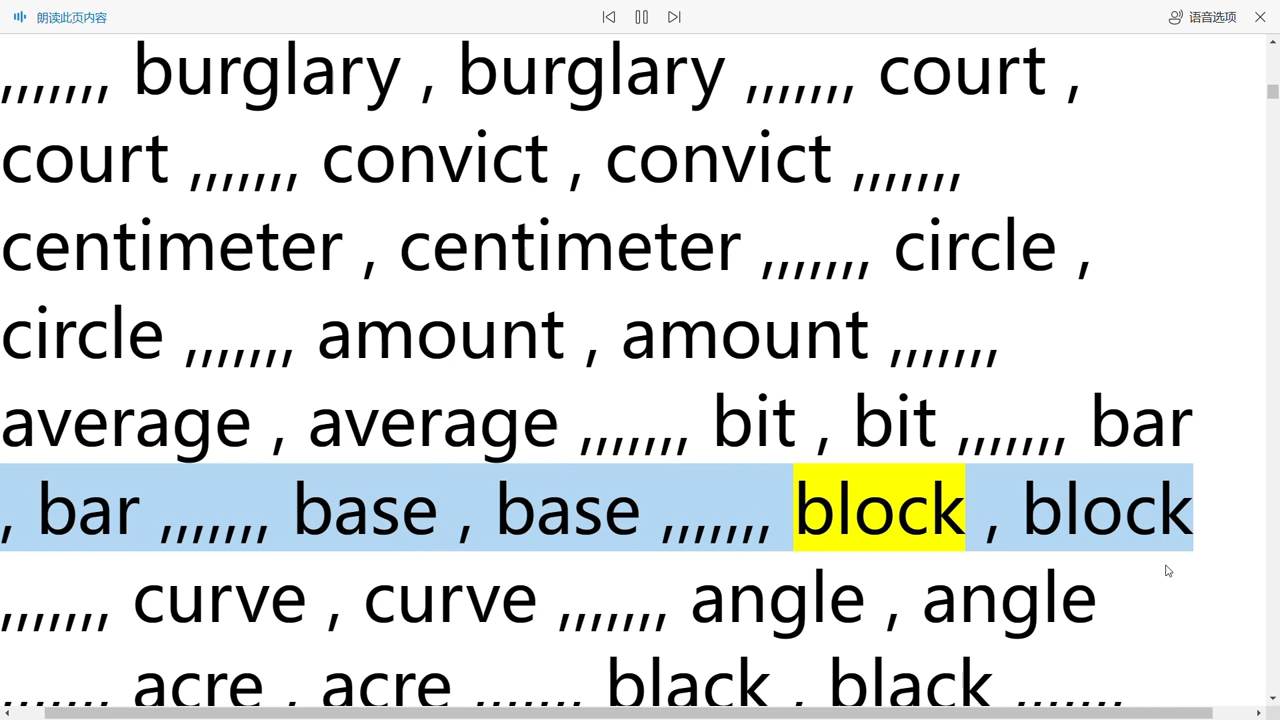 朗读此页内容
语音选项
,,,,,,, burglary , burglary ,,,,,,, court ,
court ,,,,,,, convict , convict ,,,,,,,
centimeter , centimeter ,,,,,,, circle ,
circle ,,,,,,, amount , amount ,,,,,,,
average , average ,,,,,,, bit , bit ,,,,,,, bar
, bar ,,,,,,, base , base ,,,,,,, block , block
,,,,,,, curve , curve ,,,,,,, angle , angle
,,,,,,, acre , acre ,,,,,,, black , black ,,,,,,,